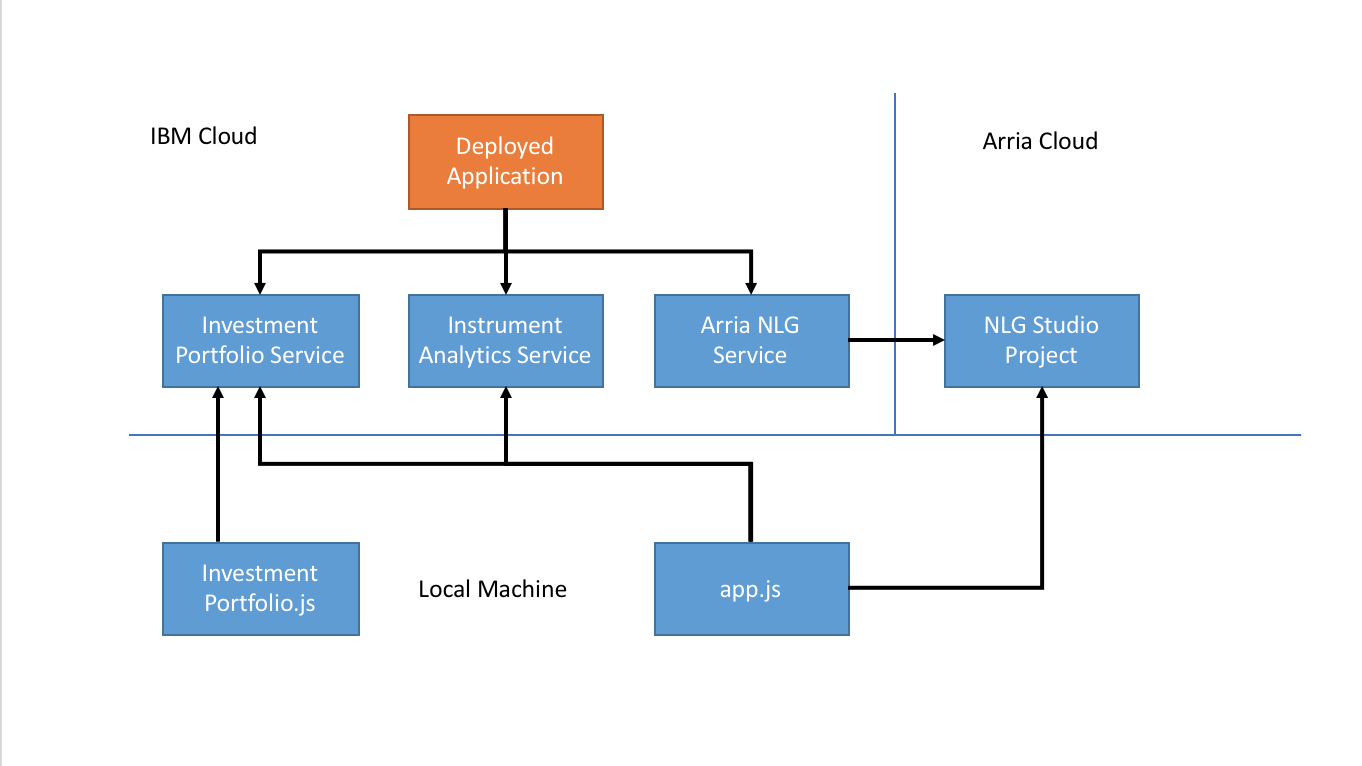 IBM Cloud
Deployed
Application
Arria Cloud
Investment
Portfolio Service
Instrument
Analytics Service
Arria NLG
Service
NLG Studio
Project
Investment
Portfolio.js
Local Machine
app.js